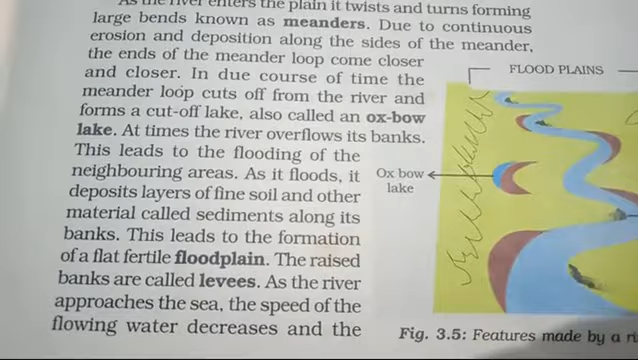 As the river enters the plain it twists and turns forming
large bends known as meanders. Due to continuous
erosion and deposition along the sides of the meander,
the ends of the meander loop come closer
and closer. In due course of time the
meander loop cuts off from the river and
forms a cut-off lake, also called an ox-bow
lake. At times the river overflows its banks.
This leads to the flooding of the
neighbouring areas. As it floods, it
deposits layers of fine soil and other
material called sediments along its
banks. This leads to the formation
of a flat fertile floodplain. The raised
banks are called levees. As the river
approaches the sea, the speed of the
flowing water decreases and the
FLOOD PLAINS
Ox bow
lake
Fig. 3.5: Features made by a